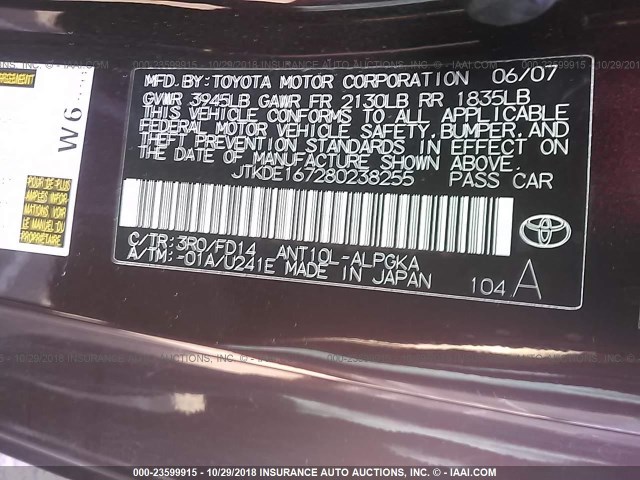 MFD.BY:TOYOTA MOTOR CORPORATION 06/07
GVWR 3945LB GAWR FR 2130LB RR 1835LB
THIS VEHICLE CONFORMS TO ALL APPLICABLE
FEDERAL MOTOR VEHICLE SAFETY,BUMPER,AND
THEFT PREVENTION STANDARDS IN EFFECT ON
THE DATE OF MANUFACTURE SHOWN ABOVE.
JTKDE167280238255 PASS CAR
C/TR:3R0/FD14 ANT10L-ALPGKA
A/TM:-01A/U241E MADE IN JAPAN
104 A
TOYOTA
W6
000-23599915 - 10/29/2018 INSURANCE AUTO AUCTIONS, INC. - © - IAAI.COM